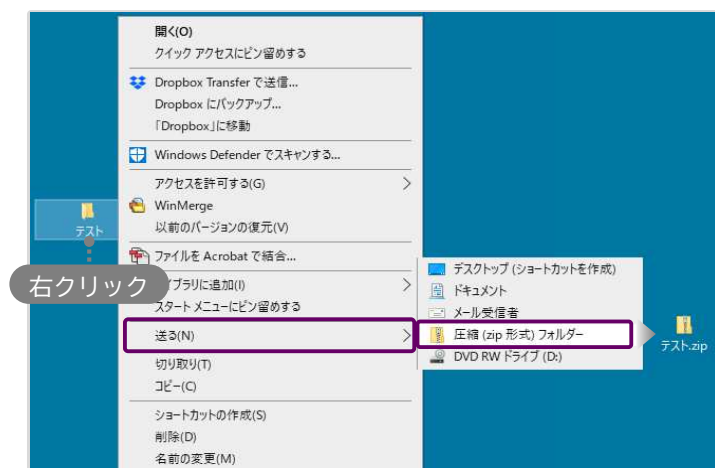 開く(O)
クイック アクセスにピン留めする
Dropbox Transfer で送信...
Dropbox にバックアップ...
「Dropbox」に移動
Windows Defender でスキャンする...
アクセスを許可する(G)
WinMerge
以前のバージョンの復元(V)
テスト
ファイルを Acrobat で結合...
右クリック
イブラリに追加(I)
スタート メニューにピン留めする
送る(N)
デスクトップ (ショートカットを作成)
ドキュメント
メール受信者
圧縮 (zip 形式) フォルダー
DVD RW ドライブ (D:)
テスト.zip
切り取り(T)
コピー(C)
ショートカットの作成(S)
削除(D)
名前の変更(M)